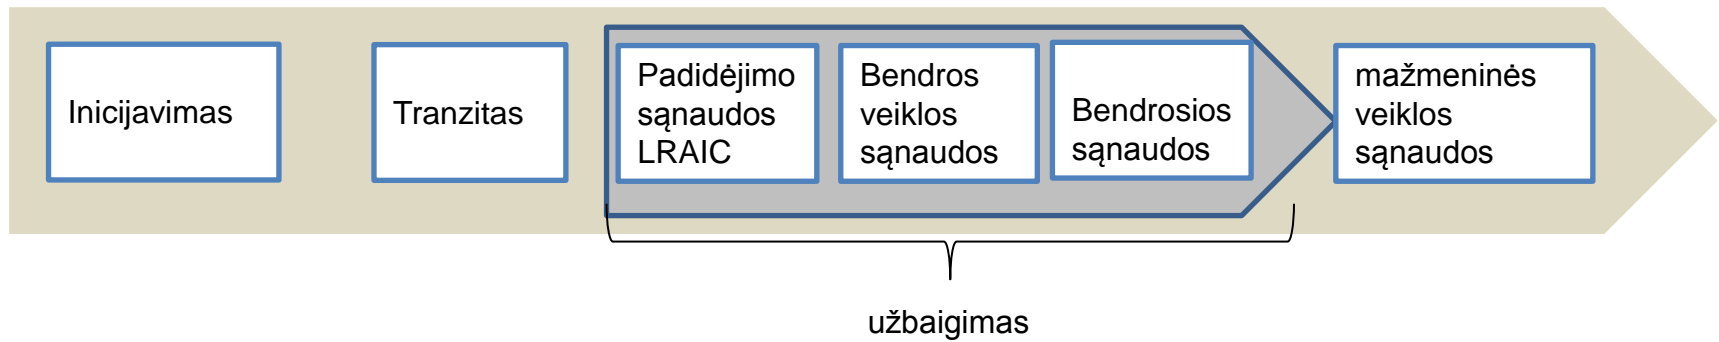 Inicijavimas
Tranzitas
Padidėjimo
sąnaudos
LRAIC
Bendros
veiklos
sąnaudos
Bendrosios
sąnaudos
mažmeninės
veiklos
sąnaudos
užbaigimas